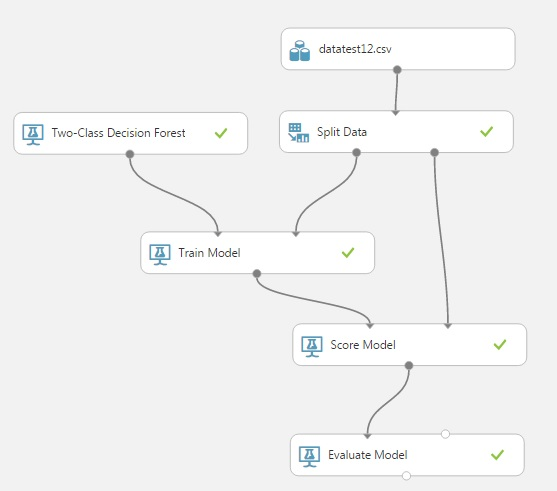 datatest12.csv
Two-Class Decision Forest
Split Data
Train Model
Score Model
Evaluate Model